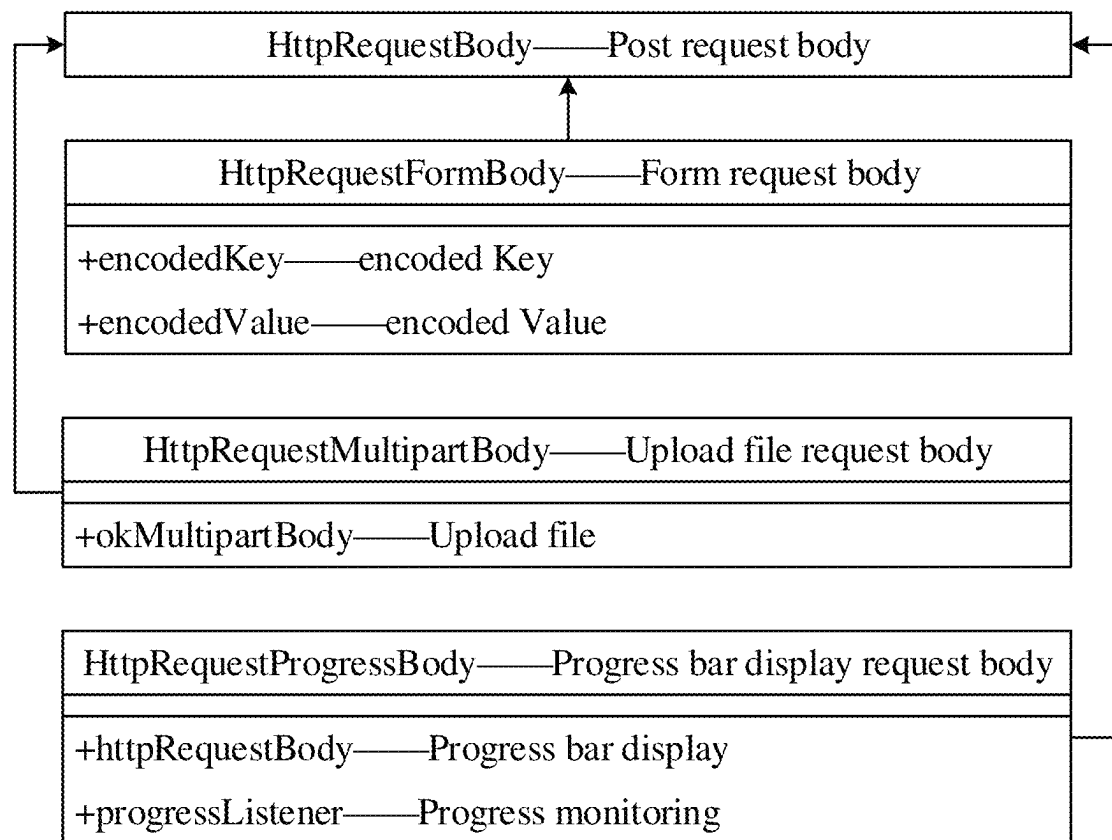 HttpRequestBody——Post request body
HttpRequestFormBody——Form request body
+encodedKey——encoded Key
+encodedValue——encoded Value
HttpRequestMultipartBody——Upload file request body
+okMultipartBody——Upload file
HttpRequestProgressBody——Progress bar display request body
+httpRequestBody——Progress bar display
+progressListener——Progress monitoring